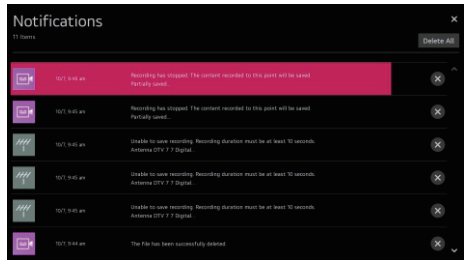 Notifications
11 items
Delete All
10/7, 9:45 am
Recording has stopped. The content recorded to this point will be saved.
Partially saved...
10/7, 9:45 am
Recording has stopped. The content recorded to this point will be saved.
Partially saved...
10/7, 9:45 am
Unable to save recording. Recording duration must be at least 10 seconds.
Antenna DTV 7 7 Digital...
10/7, 9:45 am
Unable to save recording. Recording duration must be at least 10 seconds.
Antenna DTV 7 7 Digital...
10/7, 9:45 am
Unable to save recording. Recording duration must be at least 10 seconds.
Antenna DTV 7 7 Digital...
10/7, 9:44 am
The file has been successfully deleted.